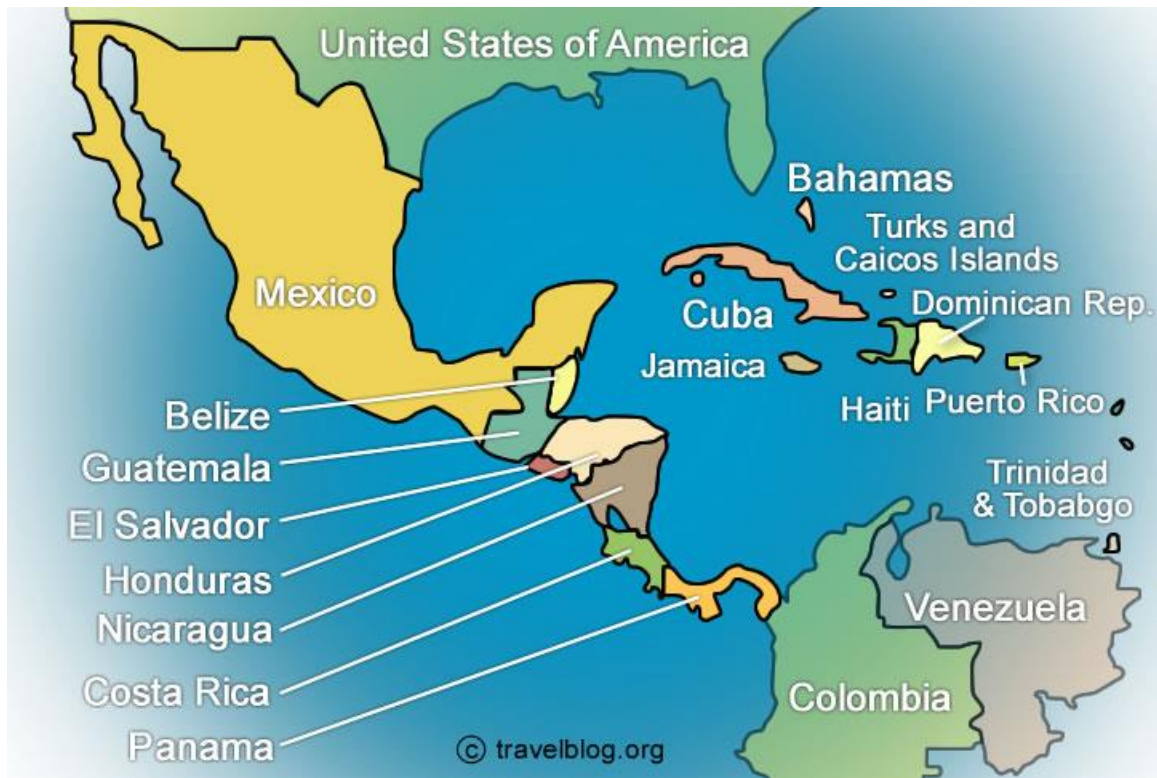 United States of America
Bahamas
Turks and
Caicos Islands
Mexico
Cuba
Dominican Rep.
Jamaica
Haiti
Puerto Rico
Belize
Guatemala
El Salvador
Honduras
Nicaragua
Costa Rica
Panama
Trinidad
& Tobabgo
Venezuela
Colombia
© travelblog.org